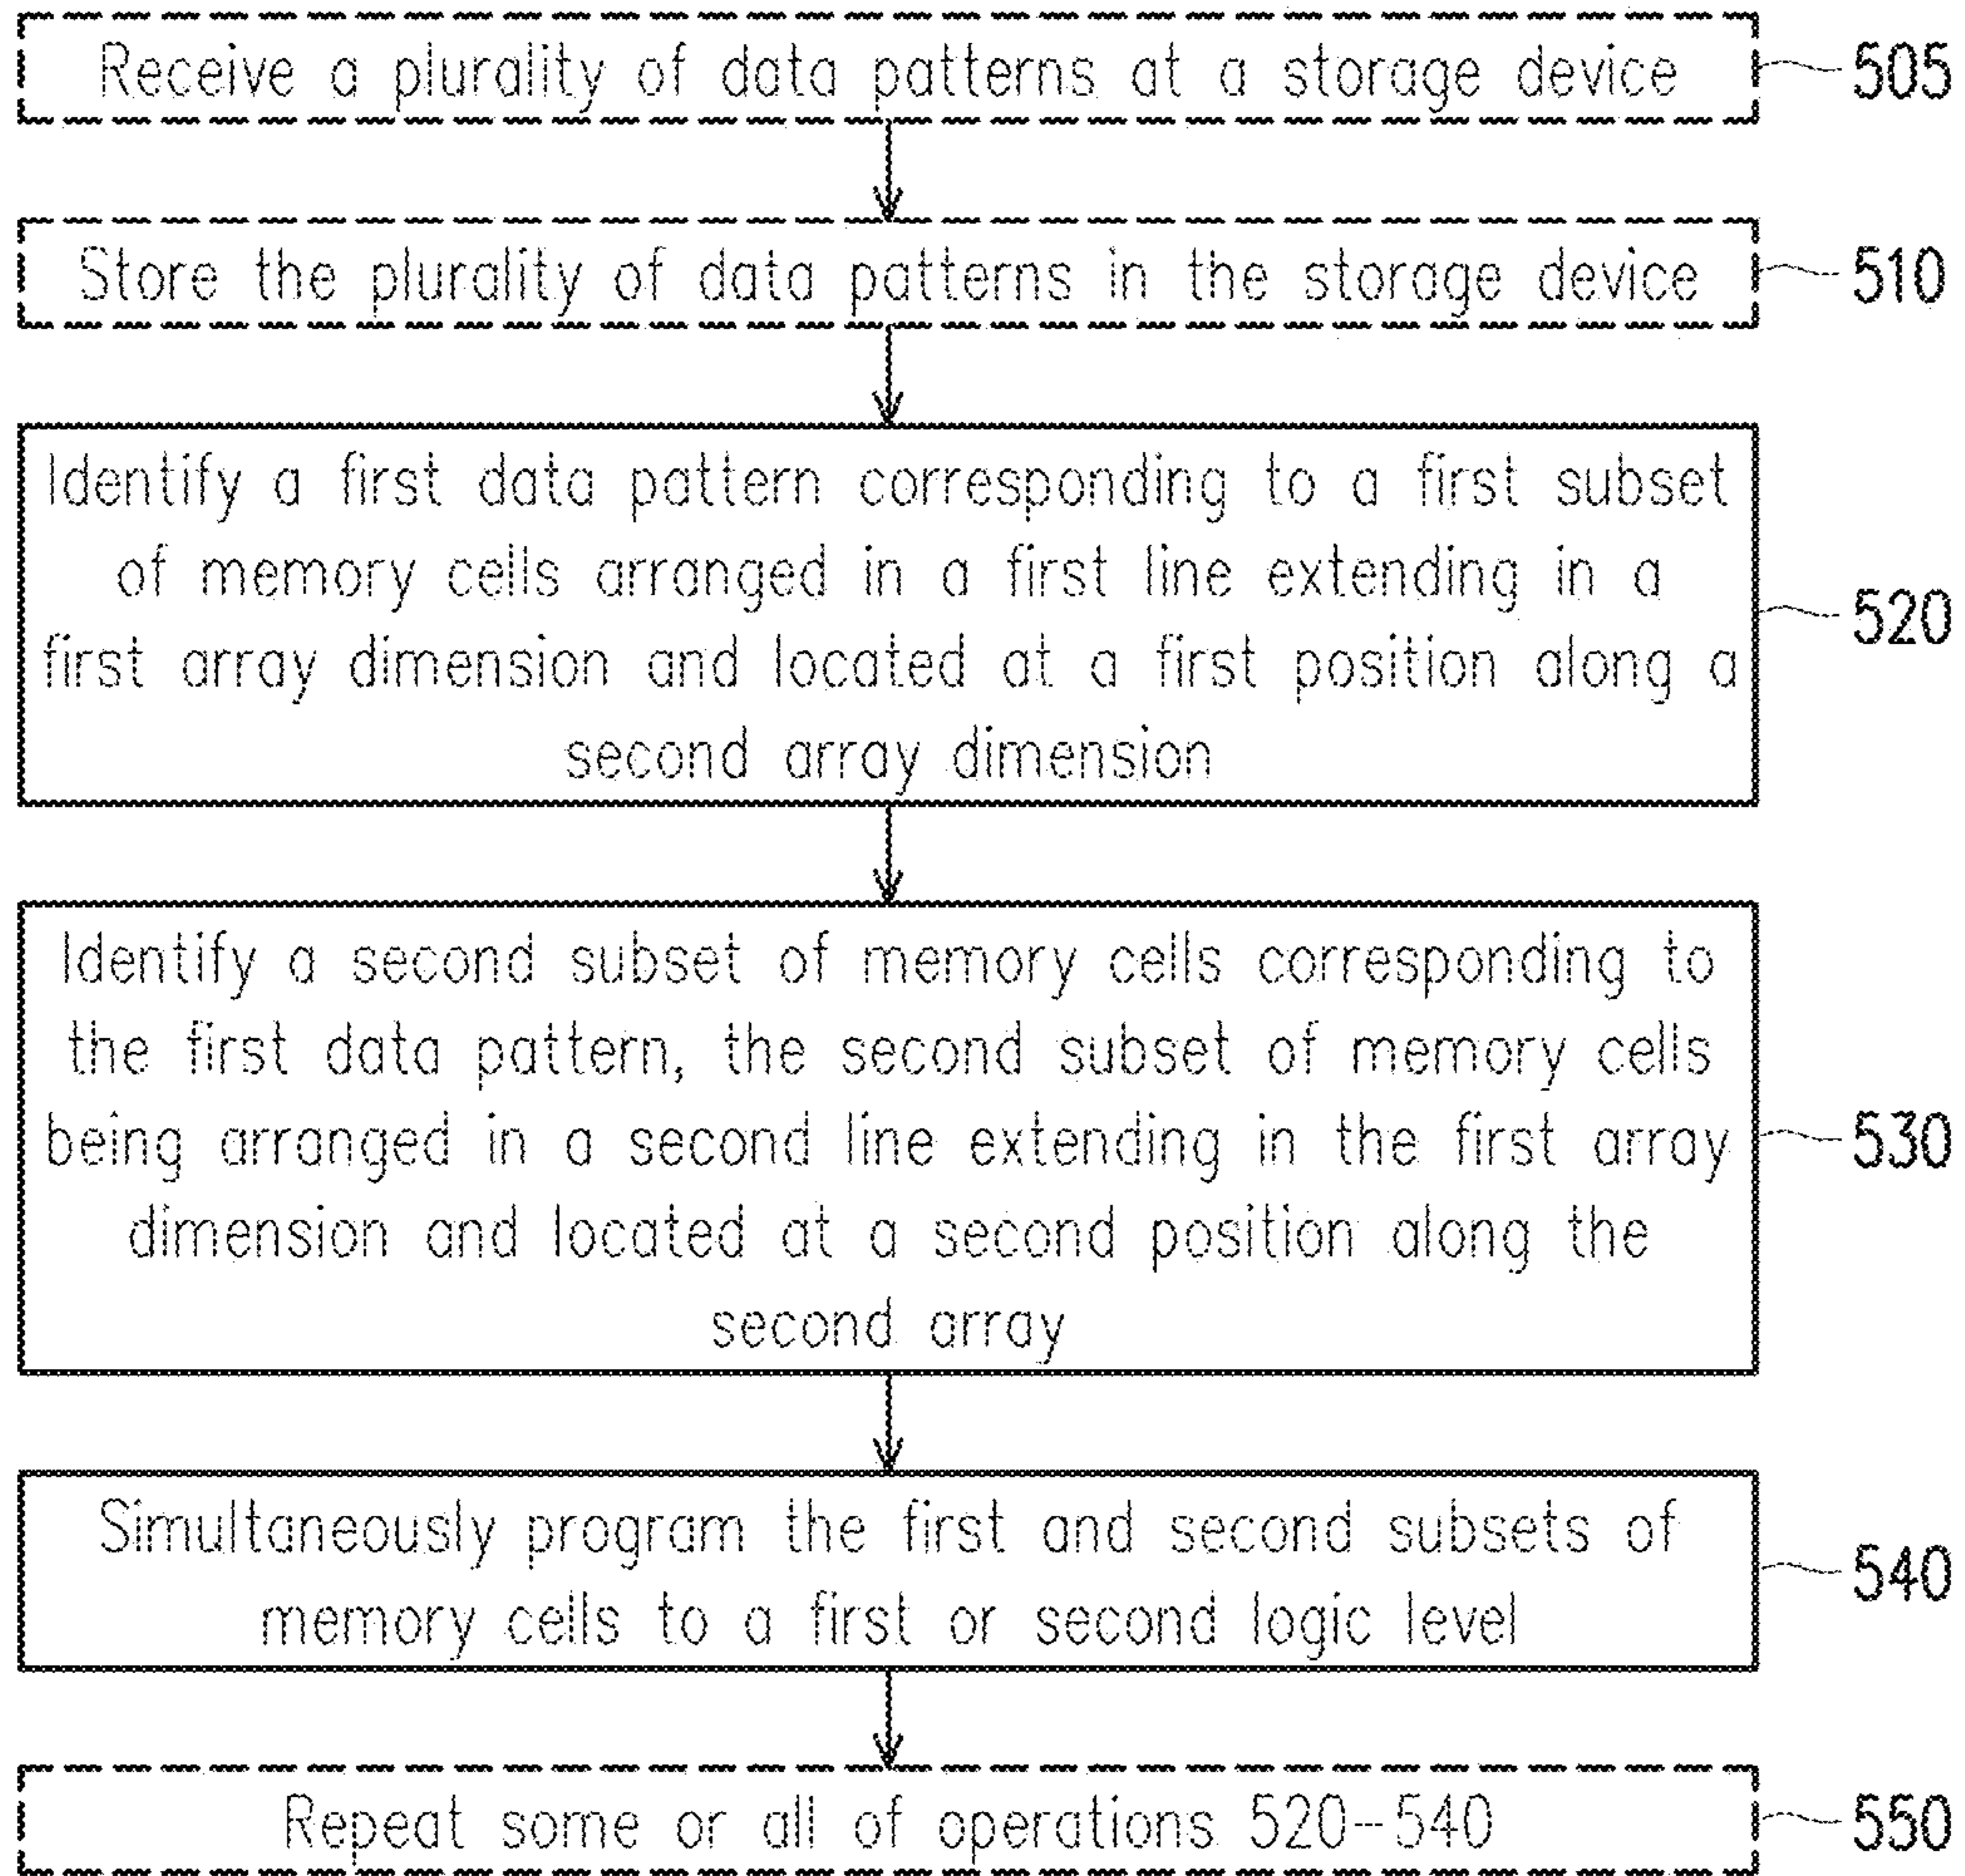 Receive a plurality of data patterns at a storage device
505
Store the plurality of data patterns in the storage device
510
Identify a first data pattern corresponding to a first subset
of memory cells arranged in a first line extending in a
first array dimension and located at a first position along a
second array dimension
520
Identify a second subset of memory cells corresponding to
the first data pattern, the second subset of memory cells
being arranged in a second line extending in the first array
dimension and located at a second position along the
second array
530
Simultaneously program the first and second subsets of
memory cells to a first or second logic level
540
Repeat some or all of operations 520-540
550